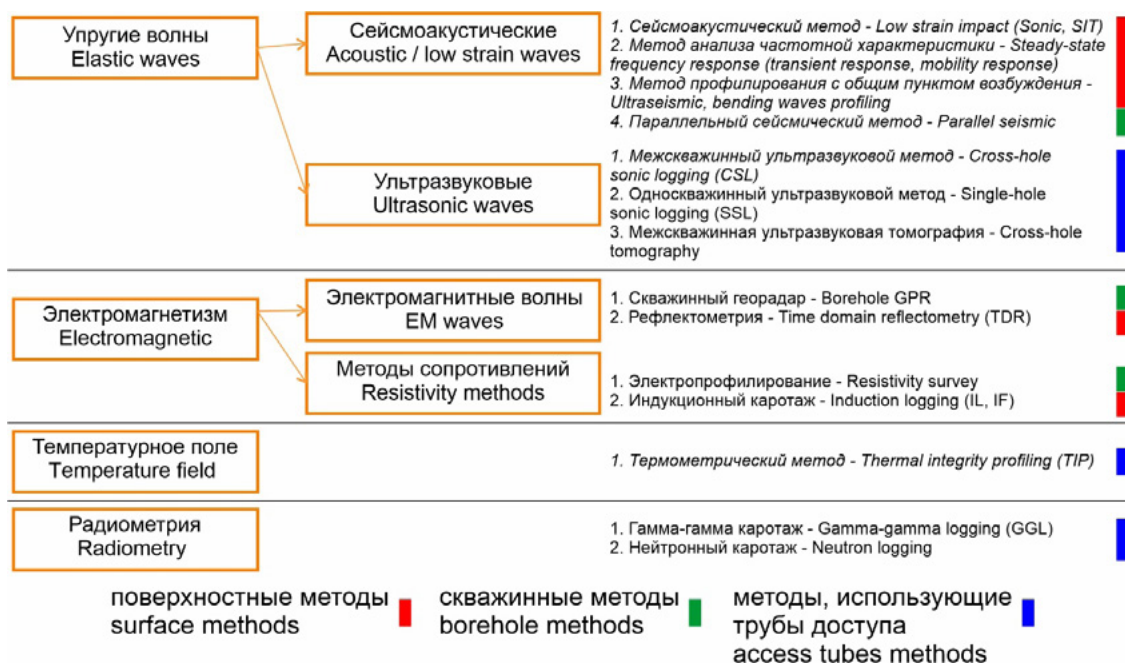 Упругие волны
Elastic waves
Сейсмоакустические
Acoustic / low strain waves
1. Сейсмоакустический метод - Low strain impact (Sonic, SIT)
2. Метод анализа частотной характеристики - Steady-state
frequency response (transient response, mobility response)
3. Метод профилирования с общим пунктом возбуждения -
Ultraseismic, bending waves profiling
4. Параллельный сейсмический метод - Parallel seismic
Ультразвуковые
Ultrasonic waves
1. Межскважинный ультразвуковой метод - Cross-hole
sonic logging (CSL)
2. Односкважинный ультразвуковой метод - Single-hole
sonic logging (SSL)
3. Межскважинная ультразвуковая томография - Cross-hole
tomography
Электромагнетизм
Electromagnetic
Электромагнитные волны
EM waves
1. Скважинный георадар - Borehole GPR
2. Рефлектометрия - Time domain reflectometry (TDR)
Методы сопротивлений
Resistivity methods
1. Электропрофилирование - Resistivity survey
2. Индукционный каротаж - Induction logging (IL, IF)
Температурное поле
Temperature field
1. Термометрический метод - Thermal integrity profiling (TIP)
Радиометрия
Radiometry
1. Гамма-гамма каротаж - Gamma-gamma logging (GGL)
2. Нейтронный каротаж - Neutron logging
поверхностные методы
surface methods
скважинные методы
borehole methods
методы, использующие
трубы доступа
access tubes methods